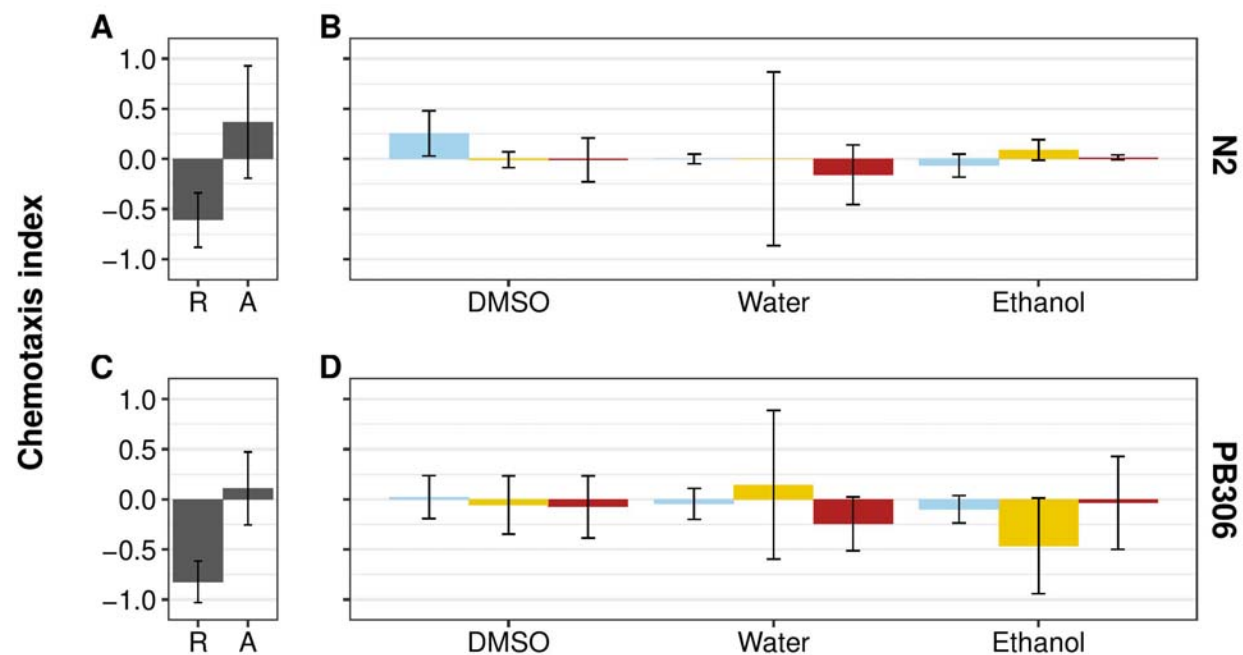 A
B
Chemotaxis index
1.0
0.5
0.0
−0.5
−1.0
R A
DMSO Water Ethanol
N2
C
D
1.0
0.5
0.0
−0.5
−1.0
R A
DMSO Water Ethanol
PB306